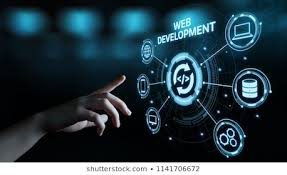 WEB
DEVELOPMENT
</>
shutterstock.com • 1141706672